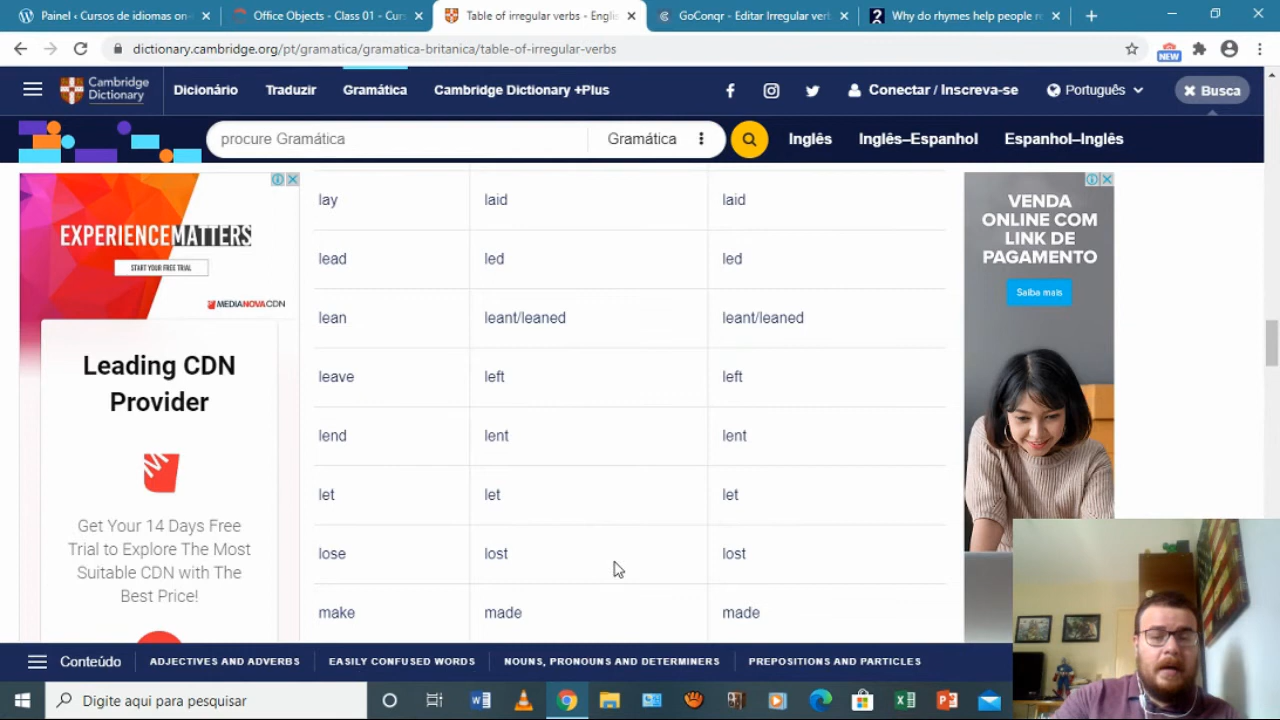 Painel ‹ Cursos de idiomas on-
Office Objects - Class 01 - Curs
Table of irregular verbs - Englis
GoConqr - Editar Irregular verb
Why do rhymes help people re
dictionary.cambridge.org/pt/gramatica/gramatica-britanica/table-of-irregular-verbs
NEW
Cambridge Dictionary
Dicionário Traduzir Gramática Cambridge Dictionary +Plus Conectar / Inscreva-se Português Busca
procure Gramática Gramática Inglês Inglês–Espanhol Espanhol–Inglês
EXPERIENCEMATTERS
START YOUR FREE TRIAL
MEDIANOVACDN
Leading CDN
Provider
Get Your 14 Days Free
Trial to Explore The Most
Suitable CDN with The
Best Price!
lay laid laid
lead led led
lean leant/leaned leant/leaned
leave left left
lend lent lent
let let let
lose lost lost
make made made
VENDA
ONLINE COM
LINK DE
PAGAMENTO
Saiba mais
Conteúdo ADJECTIVES AND ADVERBS EASILY CONFUSED WORDS NOUNS, PRONOUNS AND DETERMINERS PREPOSITIONS AND PARTICLES
Digite aqui para pesquisar